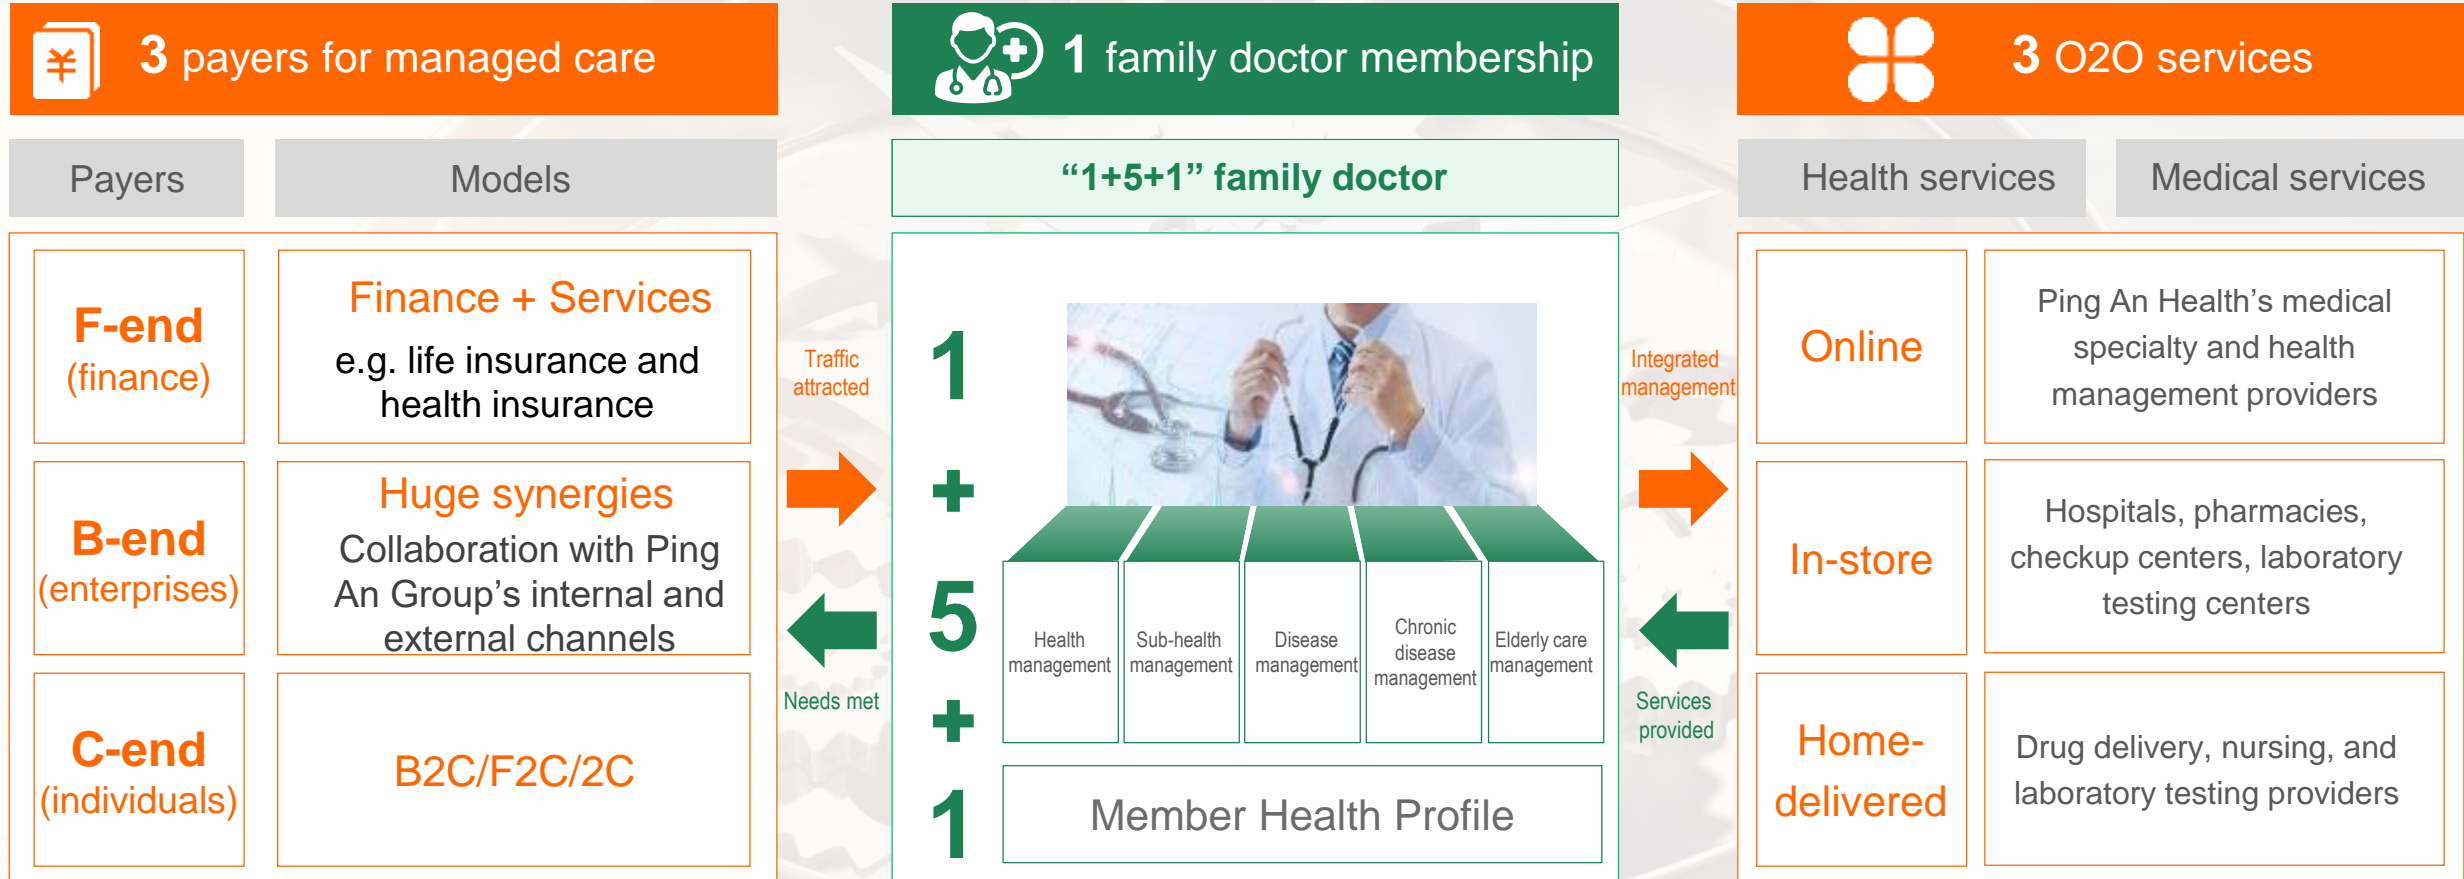 ¥
3 payers for managed care
Payers
Models
F-end
(finance)
Finance + Services
e.g. life insurance and
health insurance
B-end
(enterprises)
Huge synergies
Collaboration with Ping
An Group’s internal and
external channels
C-end
(individuals)
B2C/F2C/2C
Traffic
attracted
Needs met
1 family doctor membership
“1+5+1” family doctor
1
+
5
+
1
Health
management
Sub-health
management
Disease
management
Chronic
disease
management
Elderly care
management
Member Health Profile
Integrated
management
Services
provided
3 O2O services
Health services
Medical services
Online
Ping An Health’s medical
specialty and health
management providers
In-store
Hospitals, pharmacies,
checkup centers, laboratory
testing centers
Home-
delivered
Drug delivery, nursing, and
laboratory testing providers